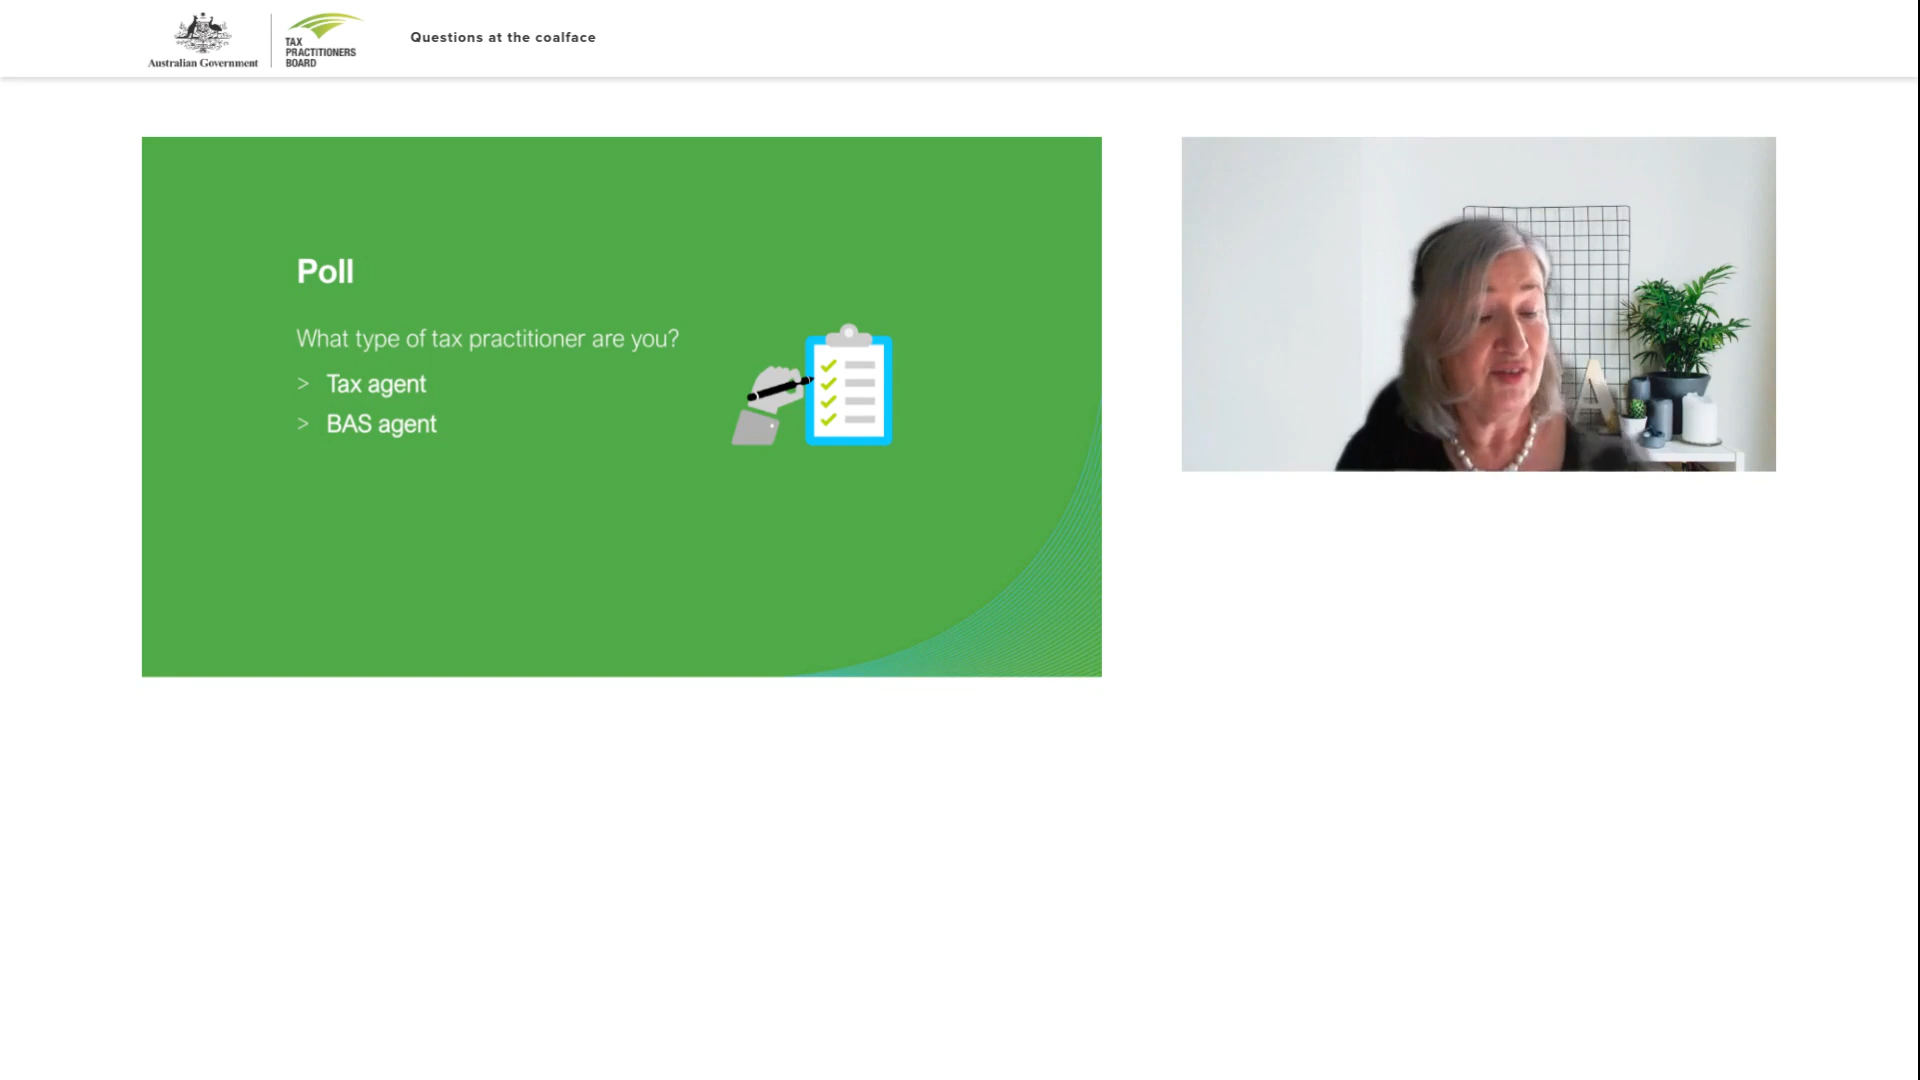 Australian Government
TAX
PRACTITIONERS
BOARD
Questions at the coalface
Poll
What type of tax practitioner are you?
> Tax agent
> BAS agent
A